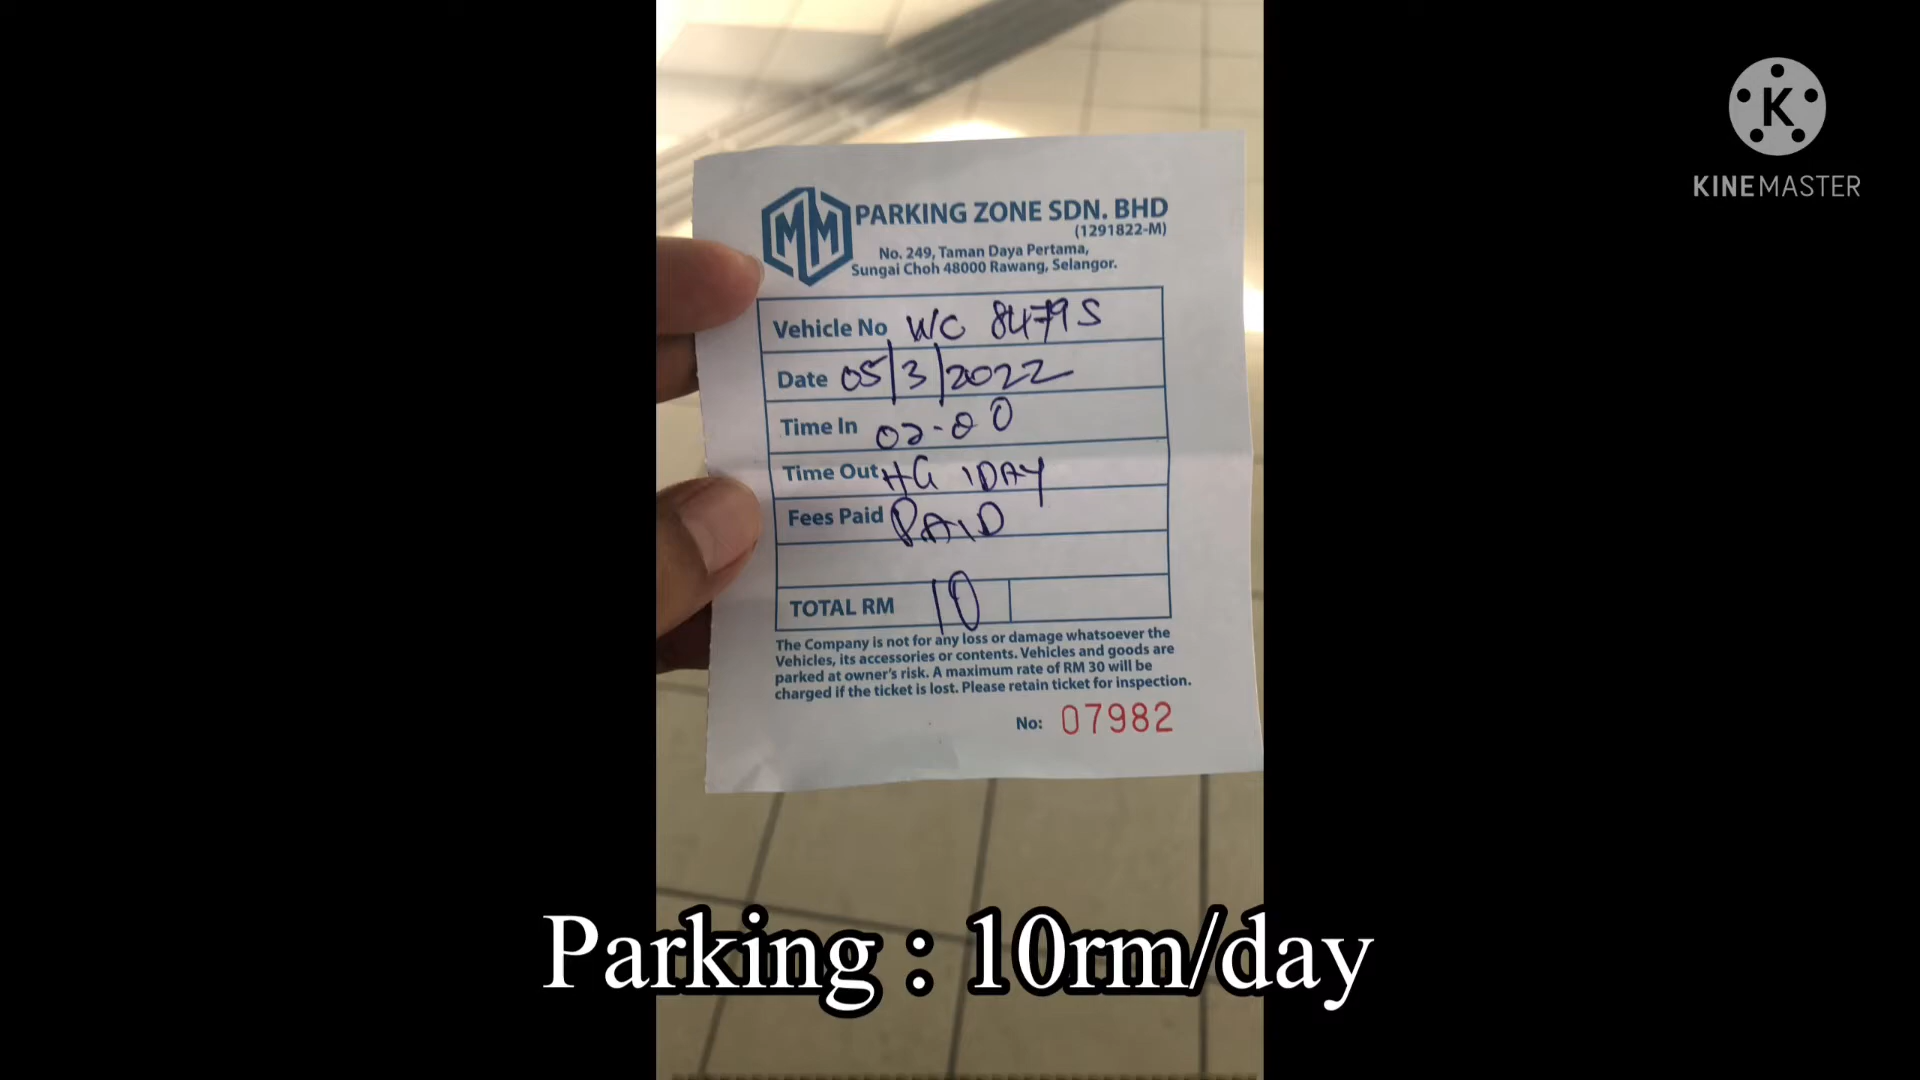 K
KINEMASTER
MM PARKING ZONE SDN. BHD
(1291822-M)
No. 249, Taman Daya Pertama,
Sungai Choh 48000 Rawang, Selangor.
Vehicle No WC 8479S
Date 05/3/2022
Time In 02-00
Time Out HG 1DAY
Fees Paid PAID
TOTAL RM 10
The Company is not for any loss or damage whatsoever the
Vehicles, its accessories or contents. Vehicles and goods are
parked at owner's risk. A maximum rate of RM 30 will be
charged if the ticket is lost. Please retain ticket for inspection.
No: 07982
Parking : 10rm/day